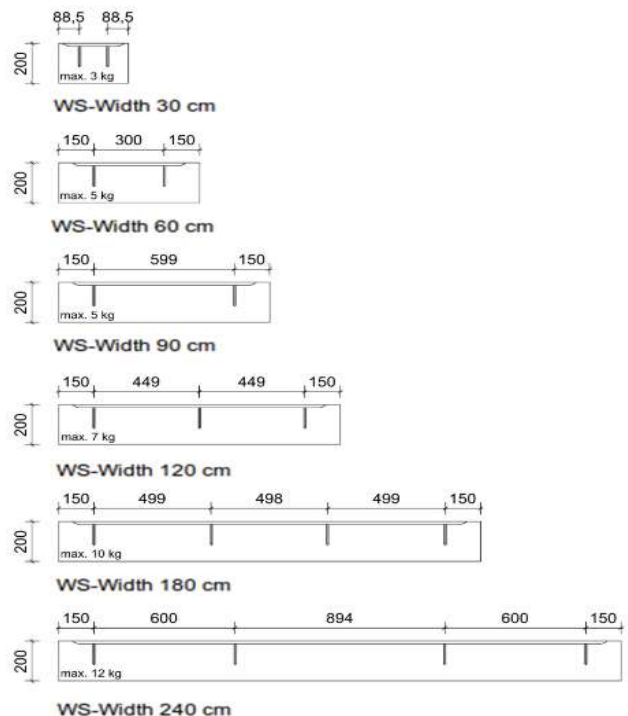 88,5 88,5
200
max. 3 kg
WS-Width 30 cm
150 300 150
200
max. 5 kg
WS-Width 60 cm
150 599 150
200
max. 5 kg
WS-Width 90 cm
150 449 449 150
200
max. 7 kg
WS-Width 120 cm
150 499 498 499 150
200
max. 10 kg
WS-Width 180 cm
150 600 894 600 150
200
max. 12 kg
WS-Width 240 cm